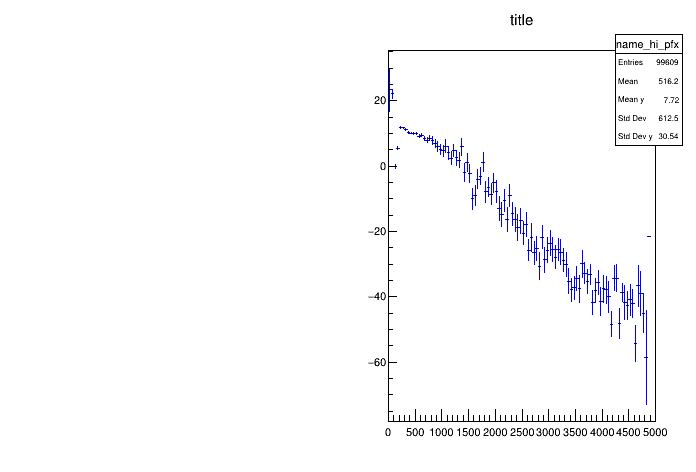 title
name_hi_pfx
Entries 99609
Mean 516.2
Mean y 7.72
Std Dev 612.5
Std Dev y 30.54
20
0
−20
−40
−60
0 500 1000 1500 2000 2500 3000 3500 4000 4500 5000